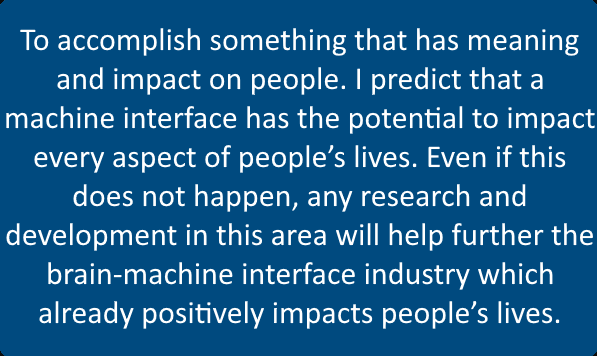 To accomplish something that has meaning
and impact on people. I predict that a
machine interface has the potential to impact
every aspect of people’s lives. Even if this
does not happen, any research and
development in this area will help further the
brain-machine interface industry which
already positively impacts people’s lives.